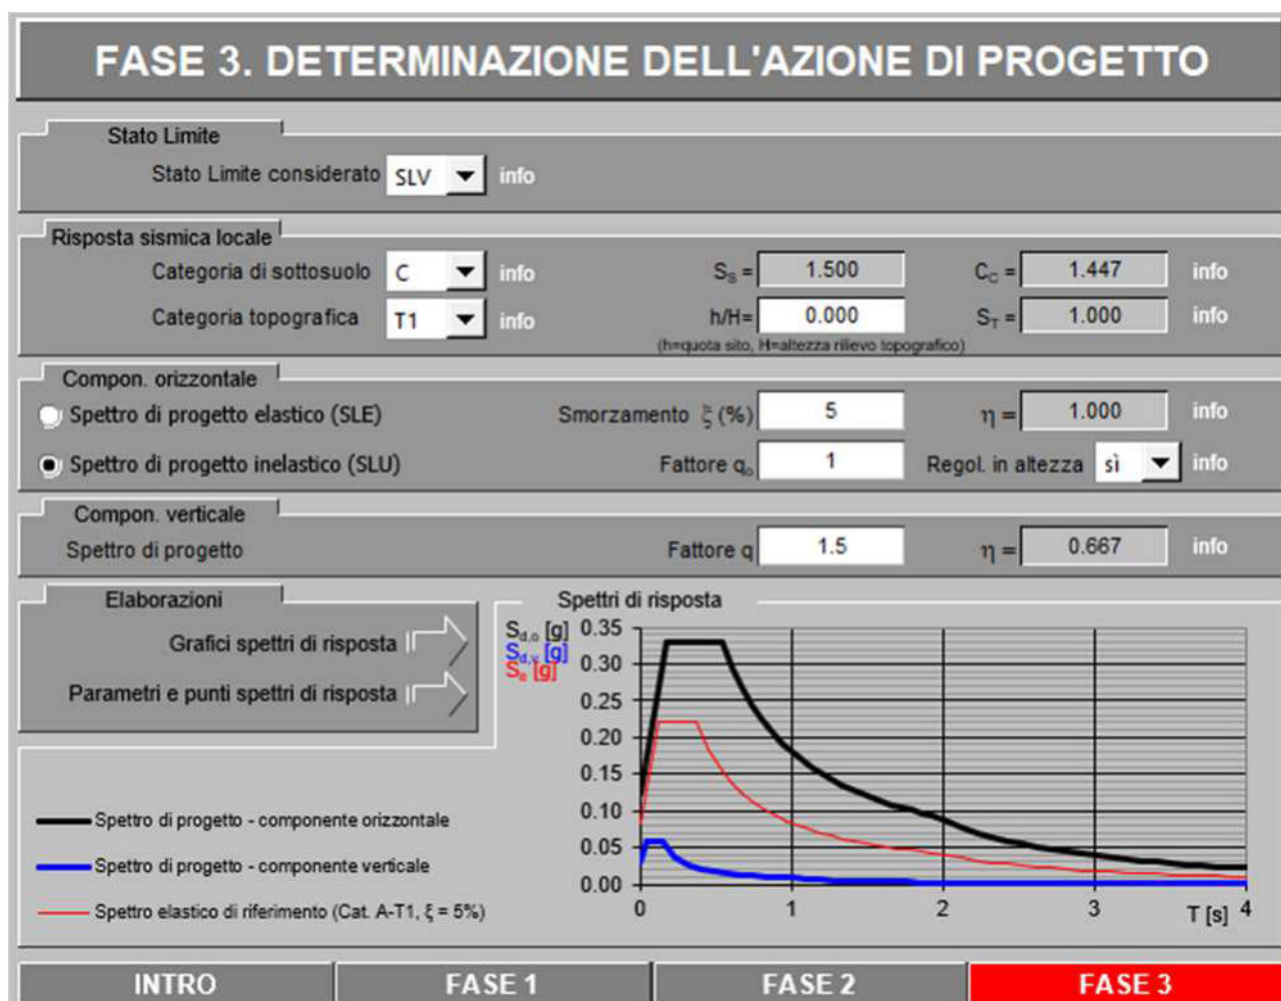 FASE 3. DETERMINAZIONE DELL'AZIONE DI PROGETTO
Stato Limite
Stato Limite considerato SLV info
Risposta sismica locale
Categoria di sottosuolo C info S_S = 1.500 C_C = 1.447 info
Categoria topografica T1 info h/H= 0.000 S_T = 1.000 info
(h=quota sito, H=altezza rilievo topografico)
Compon. orizzontale
Spettro di progetto elastico (SLE) Smorzamento ξ (%) 5 η = 1.000 info
Spettro di progetto inelastico (SLU) Fattore q_o 1 Regol. in altezza sì info
Compon. verticale
Spettro di progetto Fattore q 1.5 η = 0.667 info
Elaborazioni
Grafici spettri di risposta
Parametri e punti spettri di risposta
Spettri di risposta
S_d,o [g]
S_d,v [g]
S_e [g]
0.35
0.30
0.25
0.20
0.15
0.10
0.05
0.00
0 1 2 3 T [s] 4
Spettro di progetto - componente orizzontale
Spettro di progetto - componente verticale
Spettro elastico di riferimento (Cat. A-T1, ξ = 5%)
INTRO FASE 1 FASE 2 FASE 3